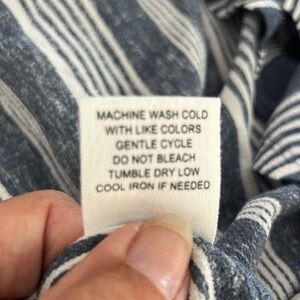 MACHINE WASH COLD
WITH LIKE COLORS
GENTLE CYCLE
DO NOT BLEACH
TUMBLE DRY LOW
COOL IRON IF NEEDED